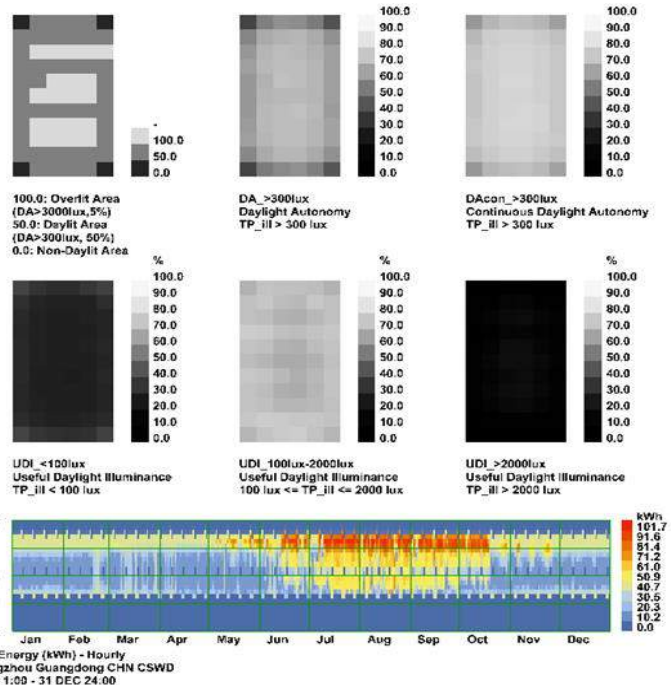 -
100.0
50.0
0.0
100.0: Overlit Area
(DA>3000lux,5%)
50.0: Daylit Area
(DA>300lux, 50%)
0.0: Non-Daylit Area
100.0
90.0
80.0
70.0
60.0
50.0
40.0
30.0
20.0
10.0
0.0
DA_>300lux
Daylight Autonomy
TP_ill > 300 lux
100.0
90.0
80.0
70.0
60.0
50.0
40.0
30.0
20.0
10.0
0.0
DAcon_>300lux
Continuous Daylight Autonomy
TP_ill > 300 lux
%
100.0
90.0
80.0
70.0
60.0
50.0
40.0
30.0
20.0
10.0
0.0
UDI_<100lux
Useful Daylight Illuminance
TP_ill < 100 lux
%
100.0
90.0
80.0
70.0
60.0
50.0
40.0
30.0
20.0
10.0
0.0
UDI_100lux-2000lux
Useful Daylight Illuminance
100 lux <= TP_ill <= 2000 lux
%
100.0
90.0
80.0
70.0
60.0
50.0
40.0
30.0
20.0
10.0
0.0
UDI_>2000lux
Useful Daylight Illuminance
TP_ill > 2000 lux
kWh
101.7
91.6
81.4
71.2
61.0
50.9
40.7
30.5
20.3
10.2
0.0
Jan Feb Mar Apr May Jun Jul Aug Sep Oct Nov Dec
Energy (kWh) - Hourly
gzhou Guangdong CHN CSWD
1:00 - 31 DEC 24:00